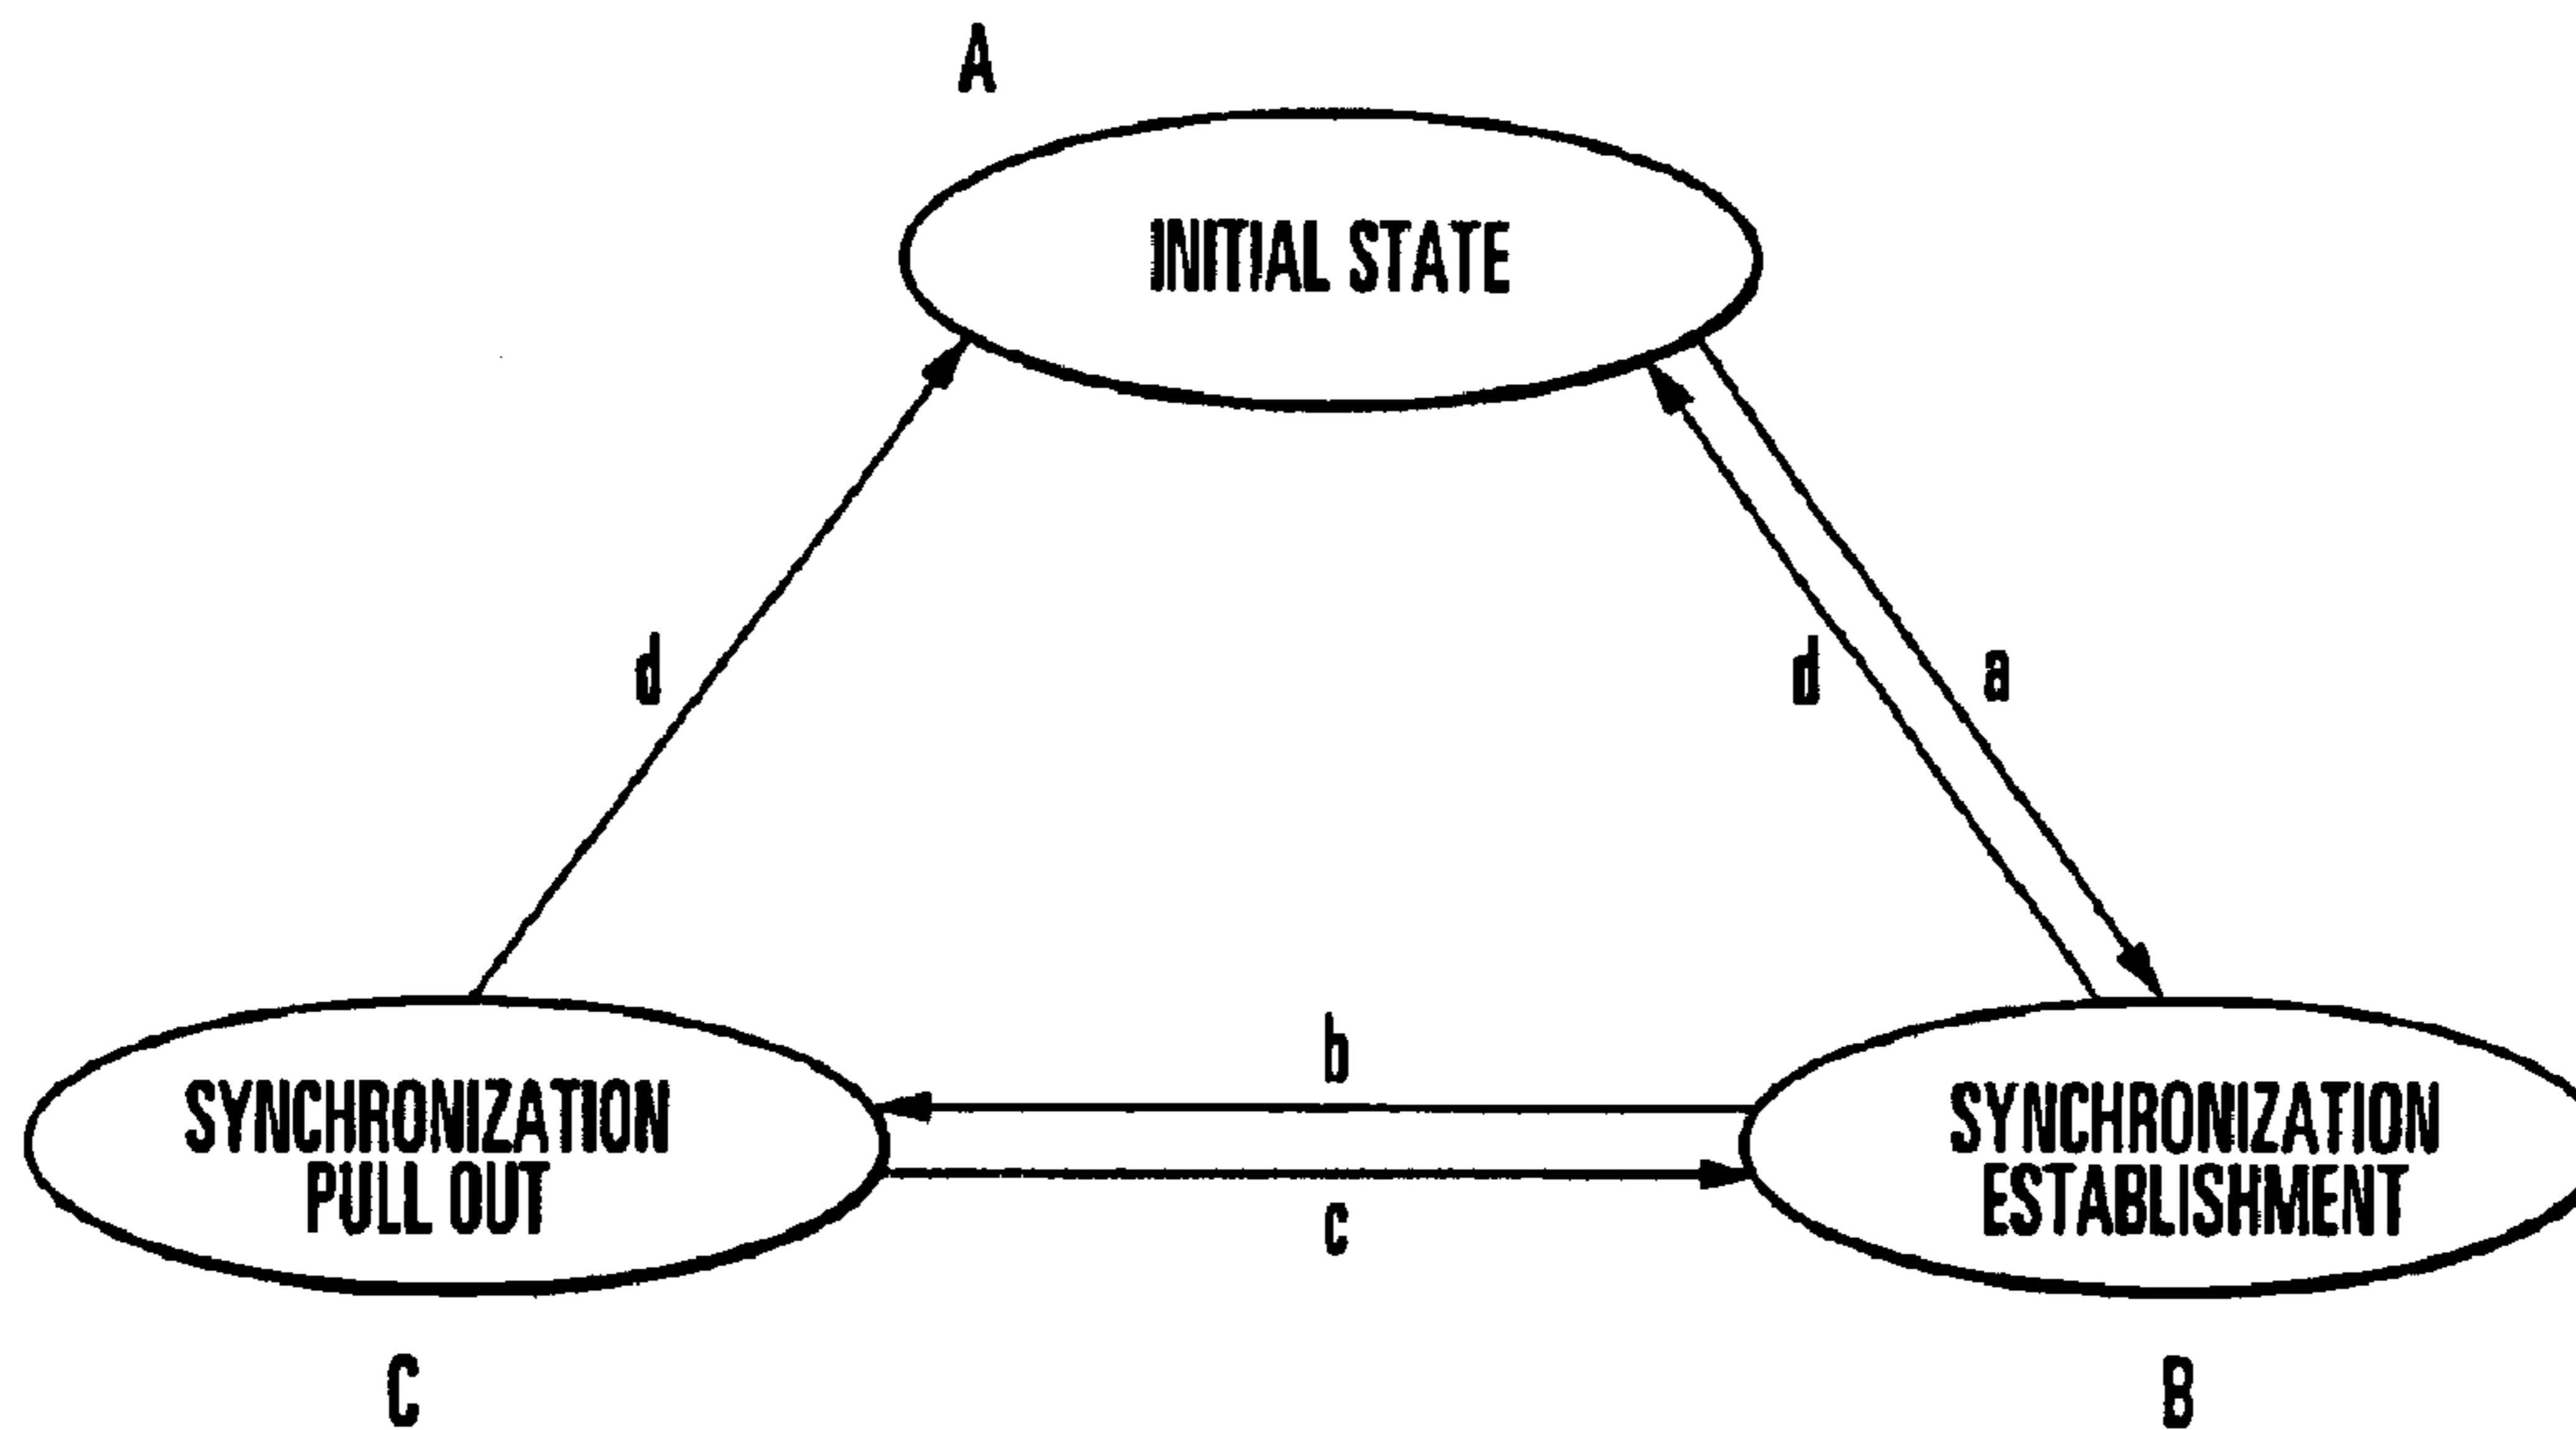 A
INITIAL STATE
d
d
a
b
SYNCHRONIZATION
PULL OUT
SYNCHRONIZATION
ESTABLISHMENT
c
C
B